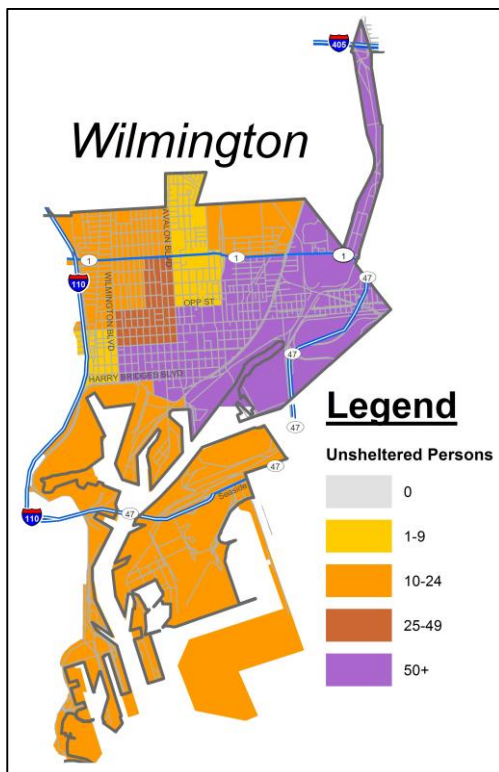 405
Wilmington
AVALON BLVD
1
1
1
47
110
WILMINGTON BLVD
OPP ST
47
HARRY BRIDGES BLVD
47
Legend
Unsheltered Persons
47
Seaside
0
110
47
1-9
10-24
25-49
50+